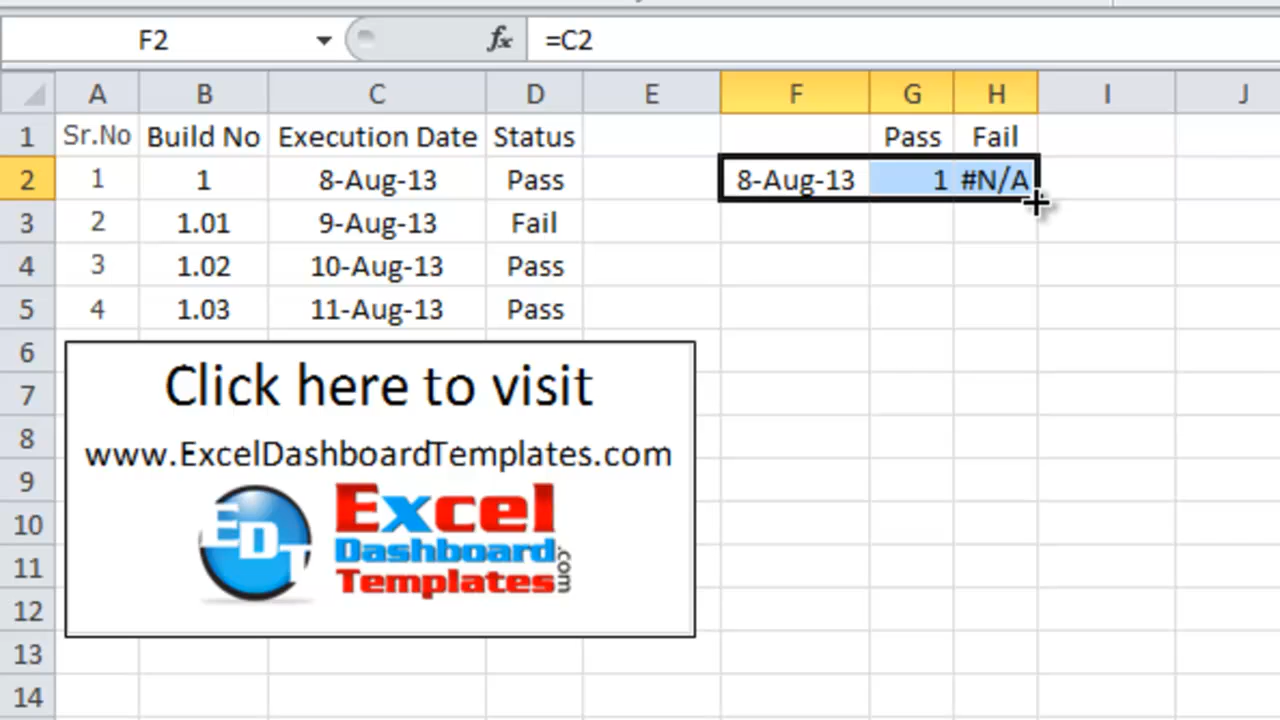 F2 fx =C2
A B C D E F G H I J
1 Sr.No Build No Execution Date Status Pass Fail
2 1 1 8-Aug-13 Pass 8-Aug-13 1 #N/A
3 2 1.01 9-Aug-13 Fail
4 3 1.02 10-Aug-13 Pass
5 4 1.03 11-Aug-13 Pass
6
7
8
9
10
11
12
13
14
Click here to visit
www.ExcelDashboardTemplates.com
EDT
Excel
Dashboard
Templates
.com